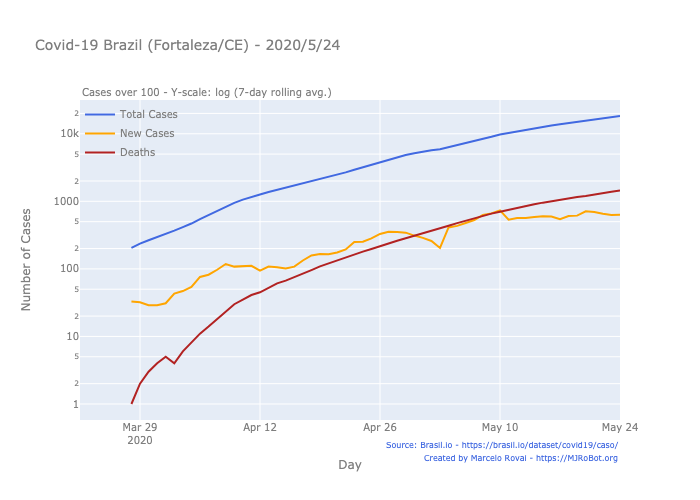 Covid-19 Brazil (Fortaleza/CE) - 2020/5/24
Cases over 100 - Y-scale: log (7-day rolling avg.)
Total Cases
New Cases
Deaths
2
10k
5
2
1000
5
2
100
5
2
10
5
2
1
Number of Cases
Mar 29 Apr 12 Apr 26 May 10 May 24
2020
Day
Source: Brasil.io - https://brasil.io/dataset/covid19/caso/
Created by Marcelo Rovai - https://MJRoBot.org